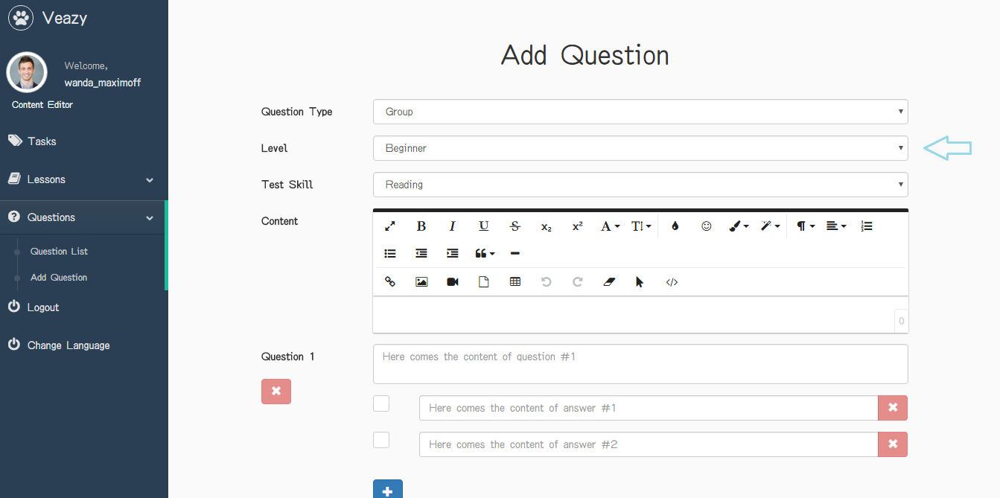 Veazy
Welcome,
wanda_maximoff
Content Editor
Tasks
Lessons
Questions
Question List
Add Question
Logout
Change Language
Add Question
Question Type
Group
Level
Beginner
Test Skill
Reading
Content
0
Question 1
Here comes the content of question #1
Here comes the content of answer #1
Here comes the content of answer #2